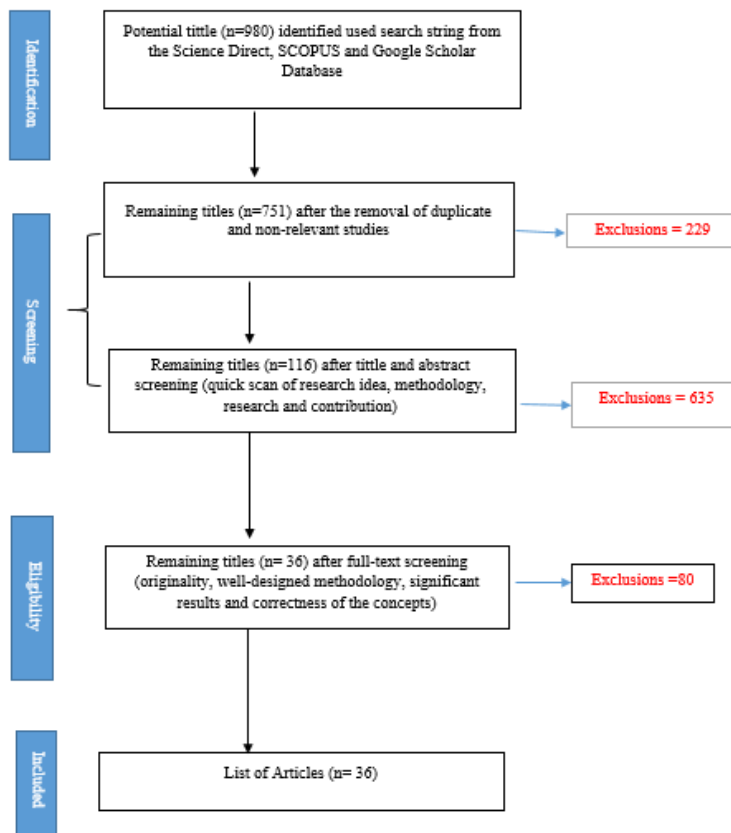 Identification
Potential tittle (n=980) identified used search string from
the Science Direct, SCOPUS and Google Scholar
Database
Screening
Remaining titles (n=751) after the removal of duplicate
and non-relevant studies
Exclusions = 229
Remaining titles (n=116) after tittle and abstract
screening (quick scan of research idea, methodology,
research and contribution)
Exclusions = 635
Eligibility
Remaining titles (n= 36) after full-text screening
(originality, well-designed methodology, significant
results and correctness of the concepts)
Exclusions =80
Included
List of Articles (n= 36)